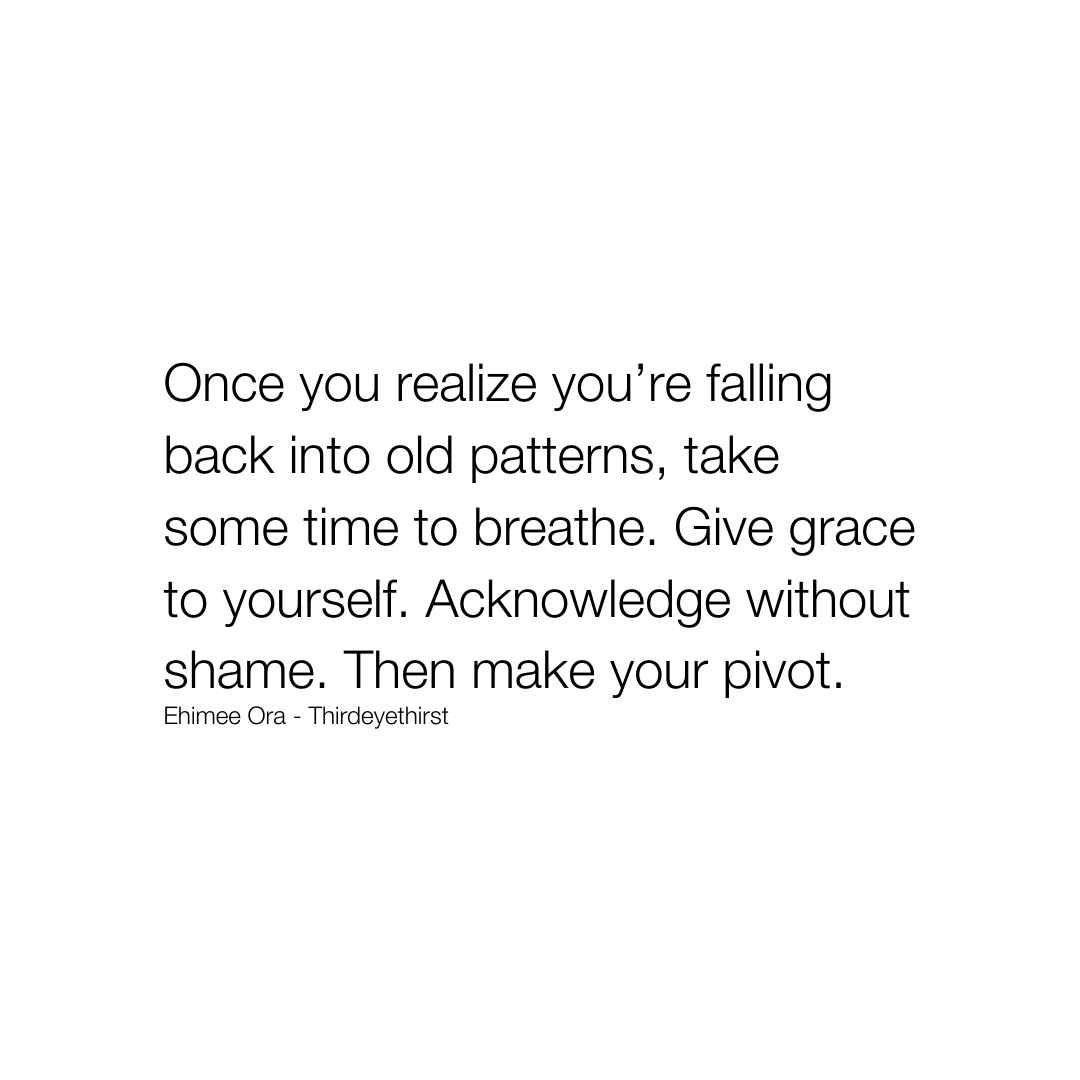 Once you realize you’re falling
back into old patterns, take
some time to breathe. Give grace
to yourself. Acknowledge without
shame. Then make your pivot.
Ehimee Ora - Thirdeyethirst